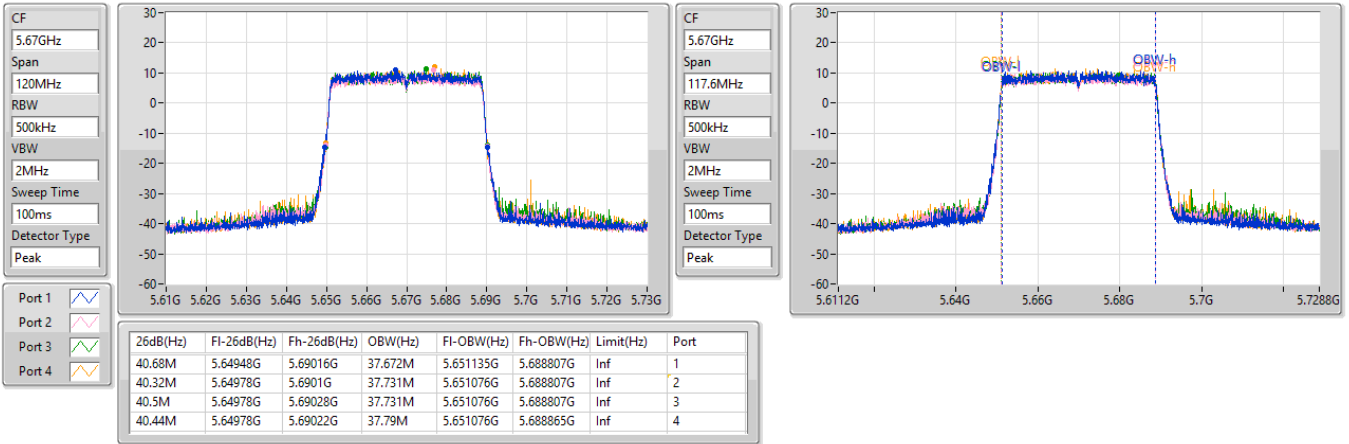 CF
5.67GHz
Span
120MHz
RBW
500kHz
VBW
2MHz
Sweep Time
100ms
Detector Type
Peak
30
20
10
0
-10
-20
-30
-40
-50
-60
5.61G 5.62G 5.63G 5.64G 5.65G 5.66G 5.67G 5.68G 5.69G 5.7G 5.71G 5.72G 5.73G
CF
5.67GHz
Span
117.6MHz
RBW
500kHz
VBW
2MHz
Sweep Time
100ms
Detector Type
Peak
30
20
10
0
-10
-20
-30
-40
-50
-60
OBW-l
OBW-h
OBW-h
5.6112G 5.64G 5.66G 5.68G 5.7G 5.7288G
Port 1
Port 2
Port 3
Port 4
26dB(Hz) Fl-26dB(Hz) Fh-26dB(Hz) OBW(Hz) Fl-OBW(Hz) Fh-OBW(Hz) Limit(Hz) Port
40.68M 5.64948G 5.69016G 37.672M 5.651135G 5.688807G Inf 1
40.32M 5.64978G 5.6901G 37.731M 5.651076G 5.688807G Inf 2
40.5M 5.64978G 5.69028G 37.731M 5.651076G 5.688807G Inf 3
40.44M 5.64978G 5.69022G 37.79M 5.651076G 5.688865G Inf 4